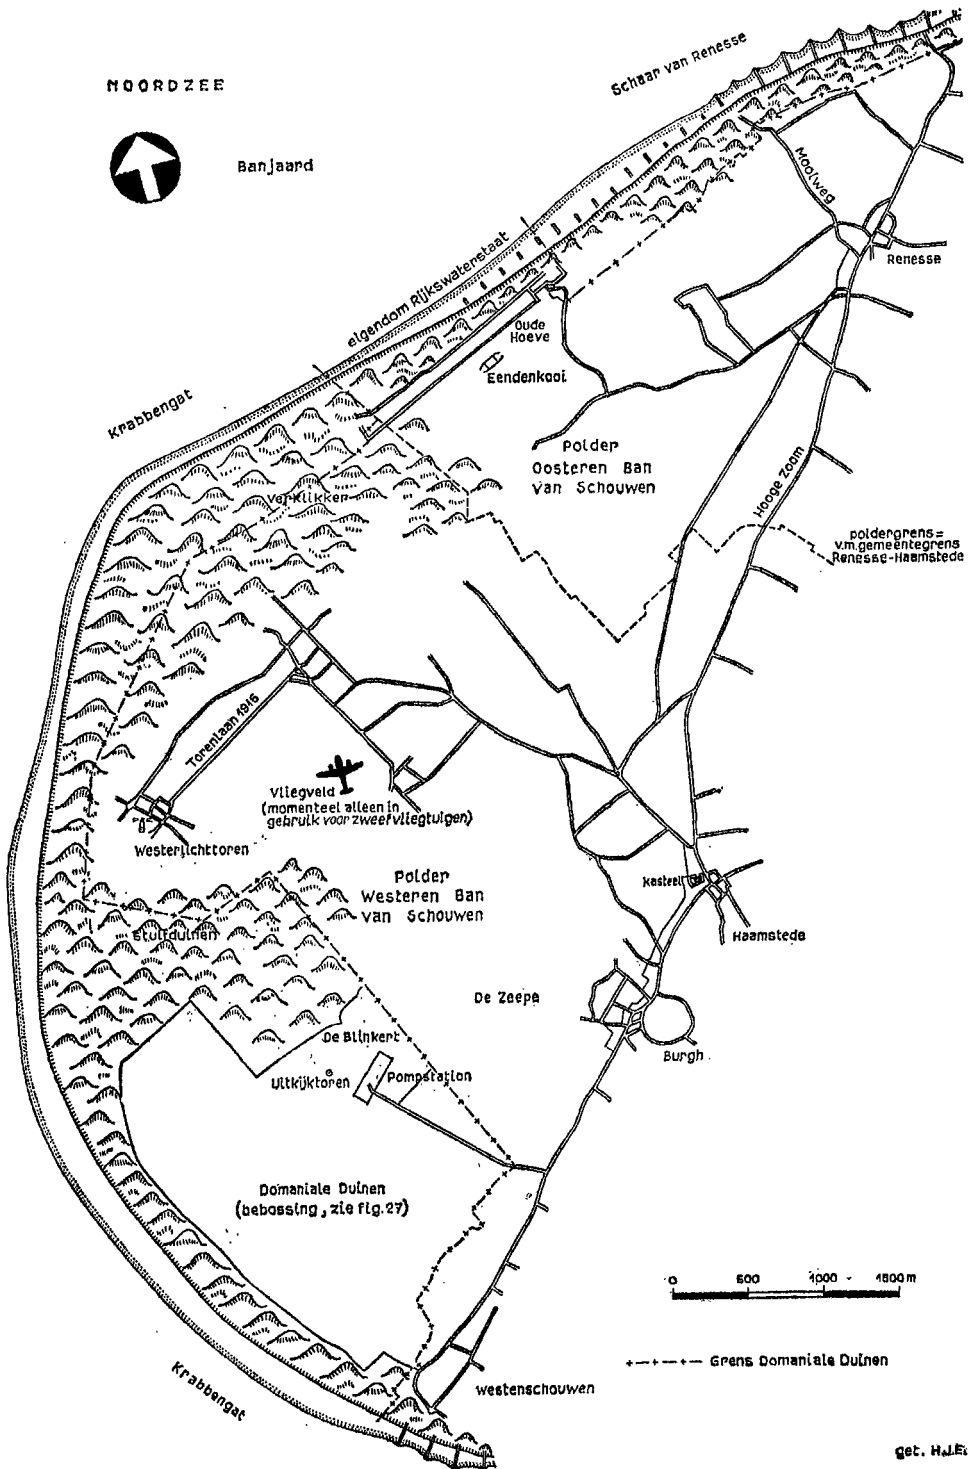 NOORDZEE
Schaar van Renesse
Banjaard
Moolweg
Renesse
eigendom Rijkswaterstaat
Oude
Hoeve
Eendenkooi
Krabbengat
Polder
Oosteren Ban
Van Schouwen
Hooge Zoom
Verklikker
poldergrens=
v.m.gemeentegrens
Renesse-Haamstede
Torenlaan 1916
Vliegveld
(momenteel alleen in
gebruik voor zweefvliegtuigen)
Westerlichttoren
Polder
Westeren Ban
Van Schouwen
Kasteel
Haamstede
Stuifduinen
De Zeepe
De Blinkert
Burgh
Uitkijktoren
Pompstation
Domaniale Duinen
(bebossing, zie fig.27)
0 500 1000 1500m
Grens Domaniale Duinen
Krabbengat
Westenschouwen
get. H.J.E.